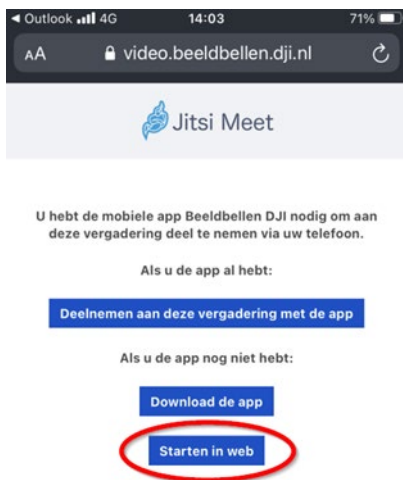 ◄ Outlook 4G 14:03 71%
AA video.beeldbellen.dji.nl
Jitsi Meet
U hebt de mobiele app Beeldbellen DJI nodig om aan
deze vergadering deel te nemen via uw telefoon.
Als u de app al hebt:
Deelnemen aan deze vergadering met de app
Als u de app nog niet hebt:
Download de app
Starten in web